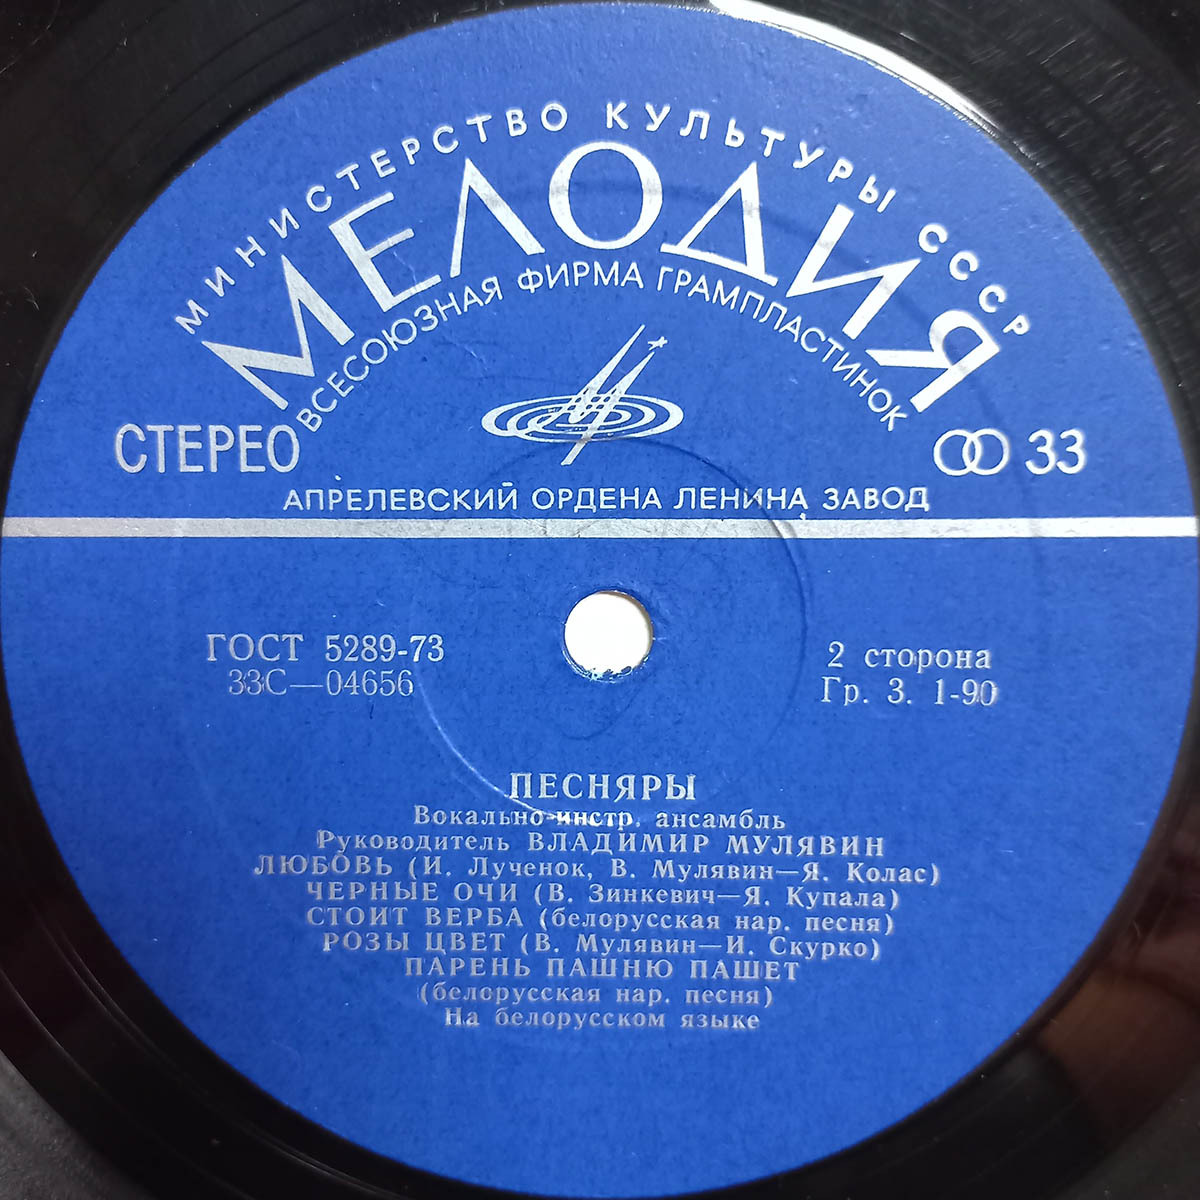 МИНИСТЕРСТВО КУЛЬТУРЫ СССР
МЕЛОДИЯ
ВСЕСОЮЗНАЯ ФИРМА ГРАМПЛАСТИНОК
СТЕРЕО
33
АПРЕЛЕВСКИЙ ОРДЕНА ЛЕНИНА ЗАВОД
ГОСТ 5289-73
33С—04656
2 сторона
Гр. 3. 1-90
ПЕСНЯРЫ
Вокально-инстр. ансамбль
Руководитель ВЛАДИМИР МУЛЯВИН
ЛЮБОВЬ (И. Лученок, В. Мулявин—Я. Колас)
ЧЕРНЫЕ ОЧИ (В. Зинкевич—Я. Купала)
СТОИТ ВЕРБА (белорусская нар. песня)
РОЗЫ ЦВЕТ (В. Мулявин—И. Скурко)
ПАРЕНЬ ПАШНЮ ПАШЕТ
(белорусская нар. песня)
На белорусском языке